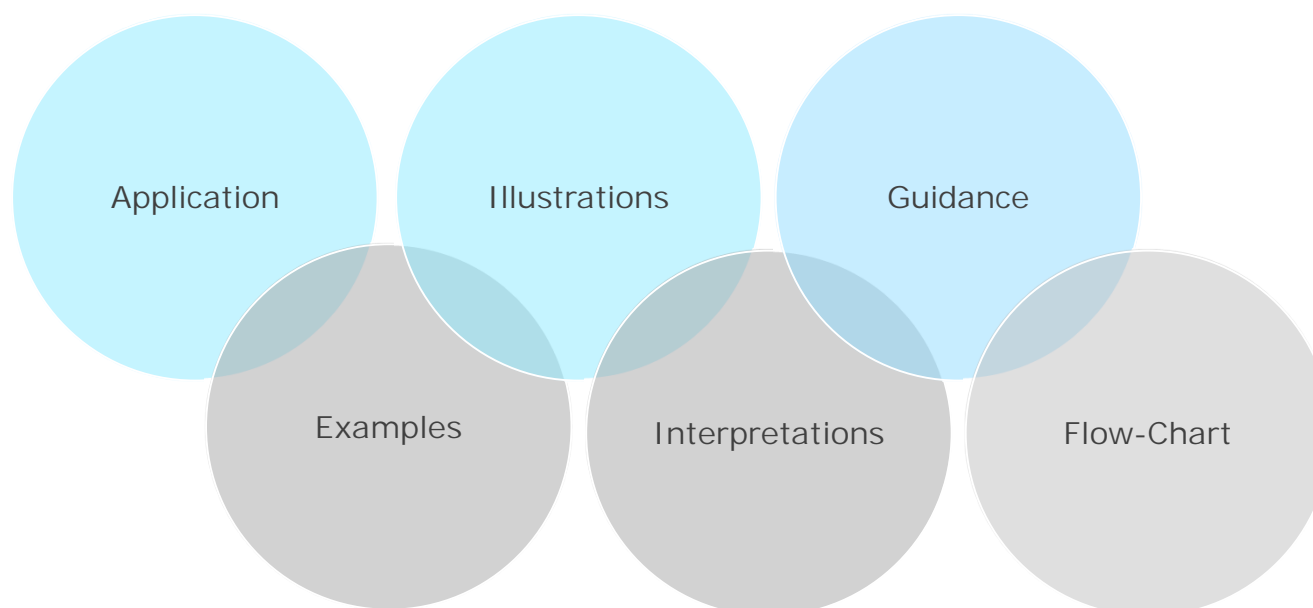 Application
Illustrations
Guidance
Examples
Interpretations
Flow-Chart